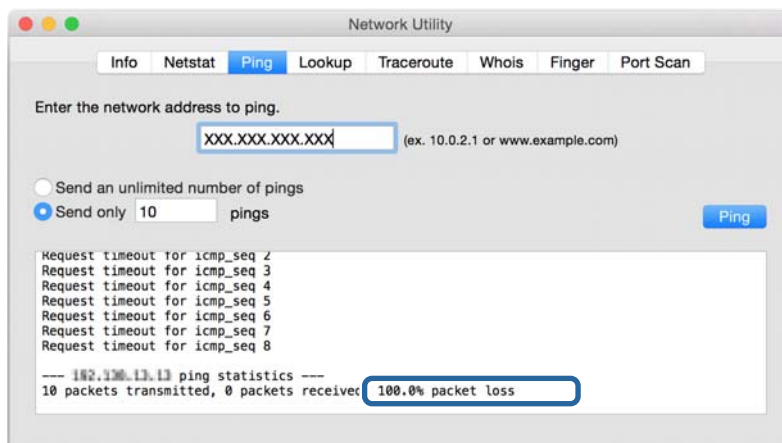 Network Utility
Info Netstat Ping Lookup Traceroute Whois Finger Port Scan
Enter the network address to ping.
XXX.XXX.XXX.XXX (ex. 10.0.2.1 or www.example.com)
Send an unlimited number of pings
Send only 10 pings
Ping
Request timeout for icmp_seq 2
Request timeout for icmp_seq 3
Request timeout for icmp_seq 4
Request timeout for icmp_seq 5
Request timeout for icmp_seq 6
Request timeout for icmp_seq 7
Request timeout for icmp_seq 8
--- ping statistics ---
10 packets transmitted, 0 packets received 100.0% packet loss